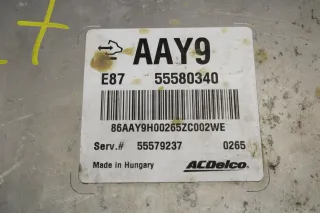 AAY9
E87 55580340
86AAY9H00265ZC002WE
Serv.# 55579237 0265
Made in Hungary ACDelco